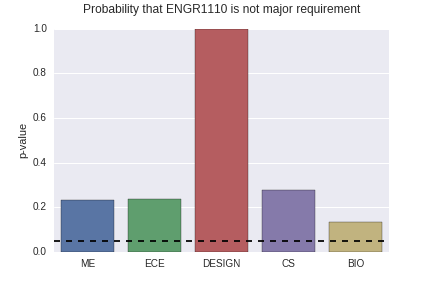 Probability that ENGR1110 is not major requirement
1.0
0.8
0.6
0.4
0.2
0.0
p-value
ME ECE DESIGN CS BIO